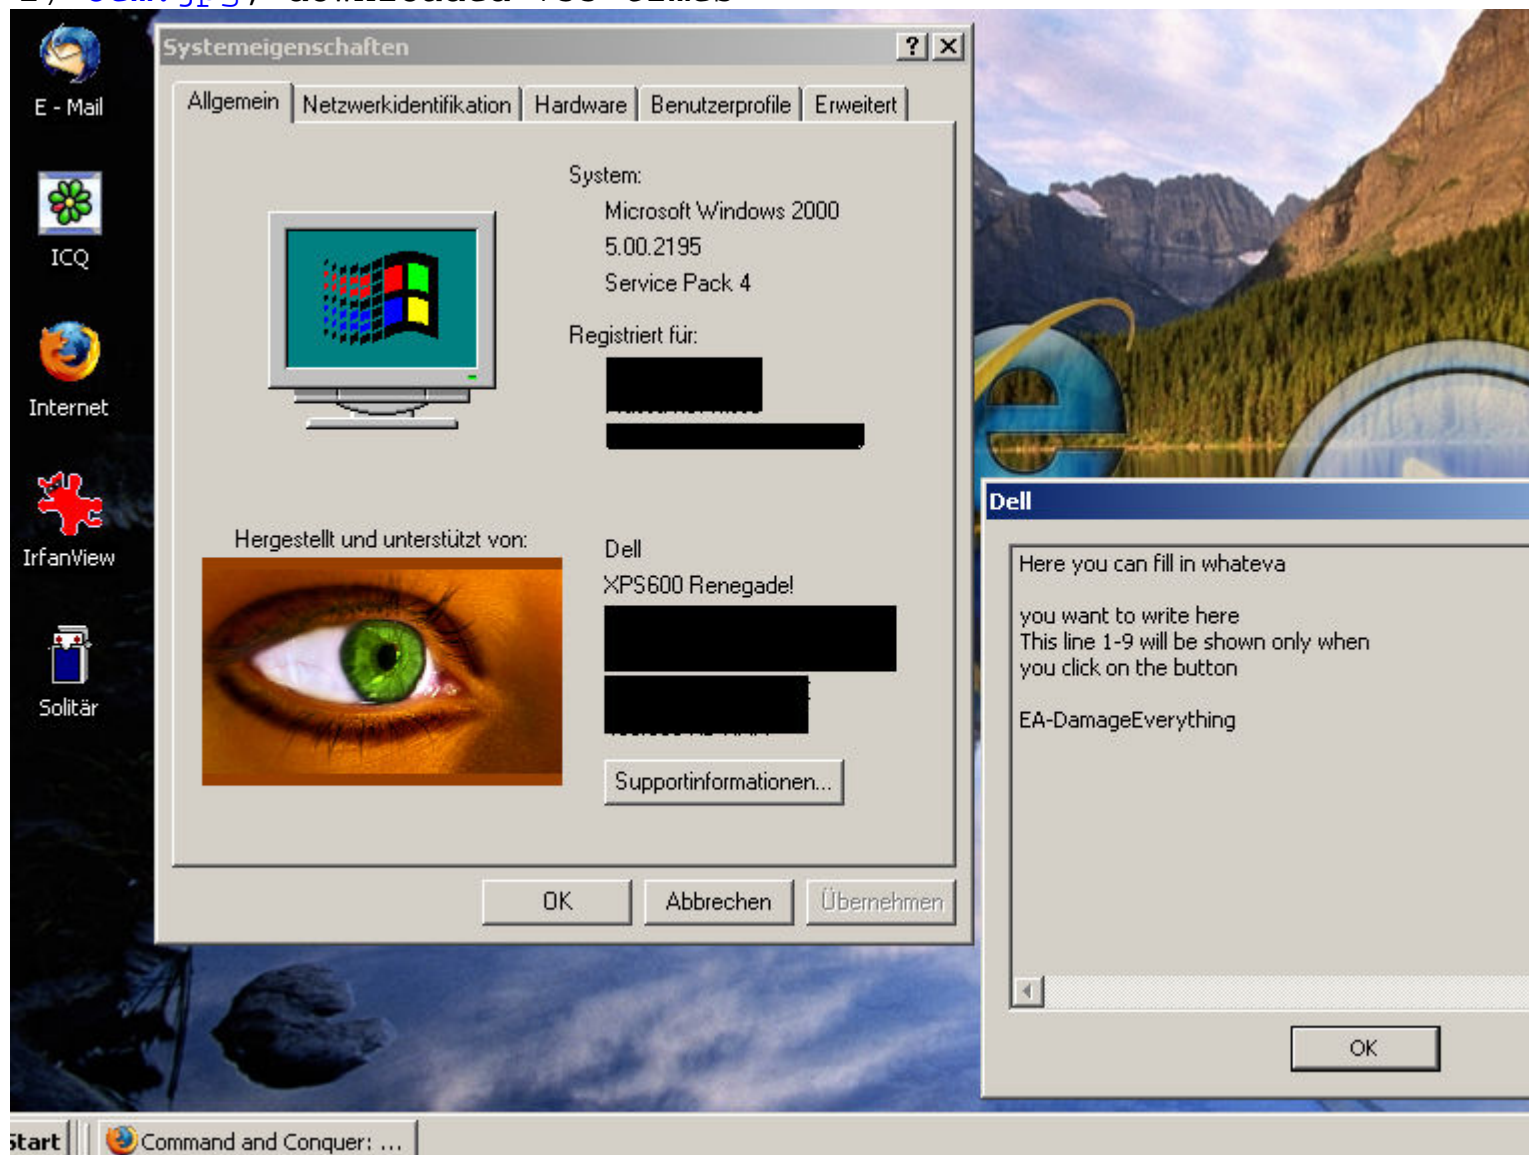 E - Mail
ICQ
Internet
IrfanView
Solitär
Systemeigenschaften
Allgemein
Netzwerkidentifikation
Hardware
Benutzerprofile
Erweitert
System:
Microsoft Windows 2000
5.00.2195
Service Pack 4
Registriert für:
Hergestellt und unterstützt von:
Dell
XPS600 Renegade!
Supportinformationen...
OK
Abbrechen
Übernehmen
Dell
Here you can fill in whateva
you want to write here
This line 1-9 will be shown only when
you click on the button
EA-DamageEverything
OK
Start
Command and Conquer: ...